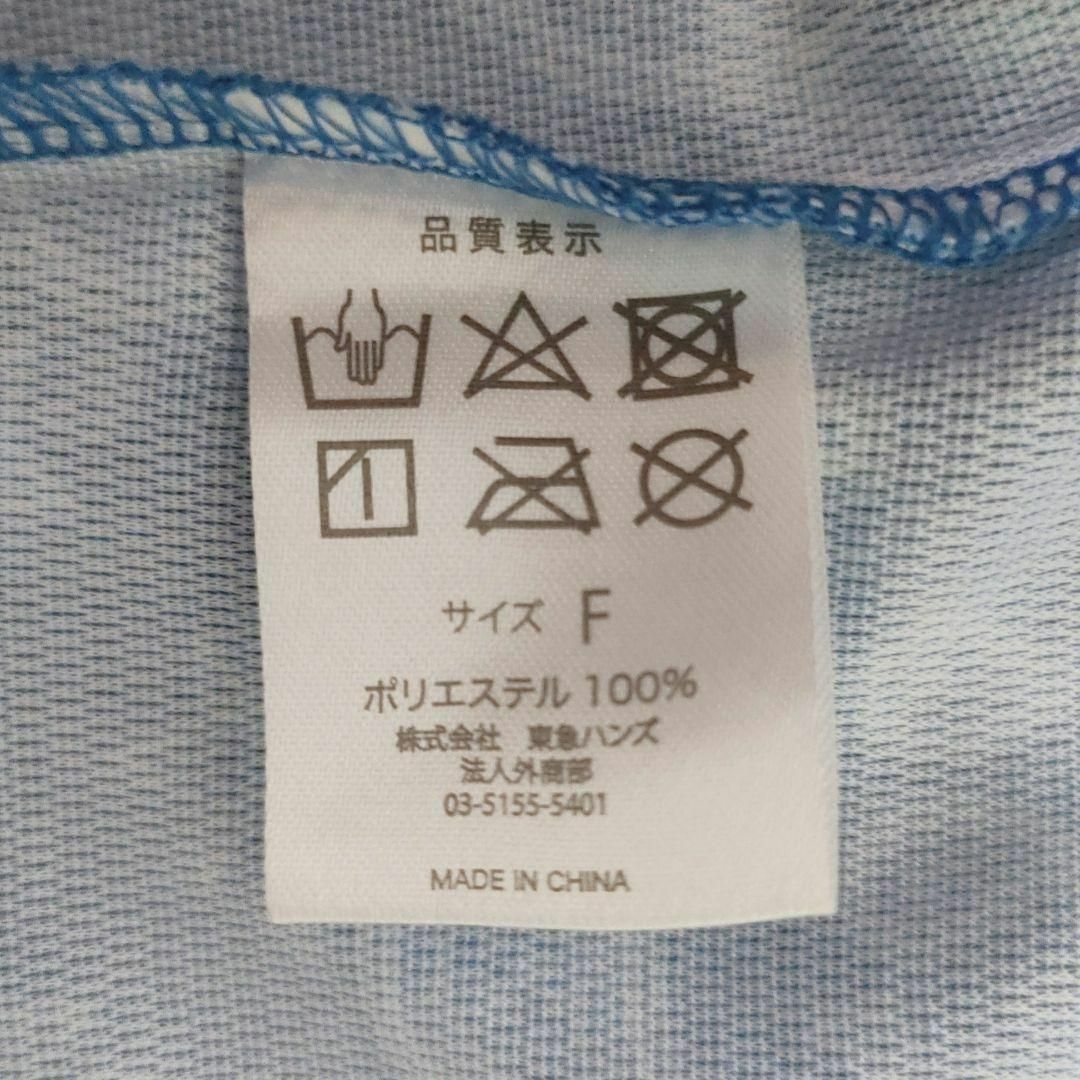 品質表示
サイズ F
ポリエステル 100%
株式会社 東急ハンズ
法人外商部
03-5155-5401
MADE IN CHINA